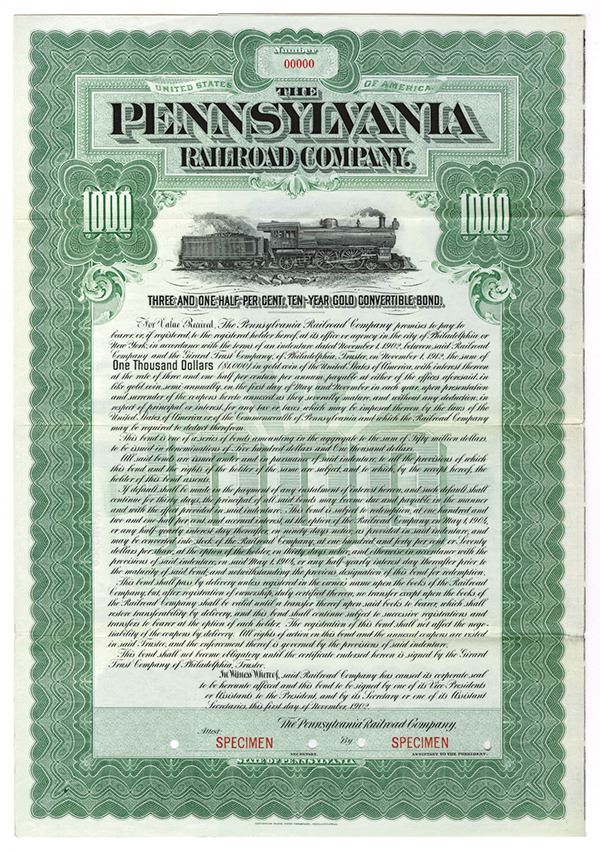 Number
00000
UNITED STATES OF AMERICA
THE
PENNSYLVANIA
RAILROAD COMPANY.
1000 1000
THREE AND ONE-HALF PER CENT. TEN-YEAR GOLD CONVERTIBLE BOND.
For Value Received, The Pennsylvania Railroad Company promises to pay to
bearer, or, if registered, to the registered holder hereof, at its office or agency in the city of Philadelphia or
New York, in accordance with the terms of an indenture dated November 1, 1902, between said Railroad
Company and the Girard Trust Company, of Philadelphia, Trustee, on November 1, 1912, the sum of
One Thousand Dollars ($1,000) in gold coin of the United States of America, with interest thereon
at the rate of three and one half per centum per annum, payable at either of the offices aforesaid, in
like gold coin, semi-annually, on the first day of May and November in each year, upon presentation
and surrender of the coupons hereto annexed as they severally mature, and without any deduction, in
respect of principal or interest, for any tax or taxes which may be imposed thereon by the laws of the
United States of America or of the Commonwealth of Pennsylvania and which the Railroad Company
may be required to deduct therefrom.
This bond is one of a series of bonds amounting in the aggregate to the sum of Fifty million dollars,
to be issued in denominations of Five hundred dollars and One thousand dollars.
All said bonds are issued under and in pursuance of said indenture, to all the provisions of which
this bond and the rights of the holder of the same are subject, and to which, by the receipt hereof, the
holder of this bond assents.
If default shall be made in the payment of any instalment of interest hereon, and such default shall
continue for thirty days, the principal of all said bonds may become due and payable in the manner
and with the effect provided in said indenture. This bond is subject to redemption, at one hundred and
two and one-half per cent. and accrued interest, at the option of the Railroad Company, on May 1, 1904,
or any half-yearly interest day thereafter, on ninety days notice, as provided in said indenture, and
may be converted into stock of the Railroad Company, at one hundred and forty per cent. or Seventy
dollars per share, at the option of the holder, on thirty days notice, and otherwise in accordance with the
provisions of said indenture, on said May 1, 1904, or any half-yearly interest day thereafter prior to
the maturity of said bond, and notwithstanding the previous designation of this bond for redemption.
This bond shall pass by delivery unless registered in the owner's name upon the books of the Railroad
Company; but, after registration of ownership, duly certified hereon, no transfer except upon the books of
the Railroad Company shall be valid until a transfer thereof upon said books to bearer, which shall
restore transferability by delivery, and this bond shall continue subject to successive registrations and
transfers to bearer at the option of each holder. The registration of this bond shall not affect the nego-
tiability of the coupons by delivery. All rights of action on this bond and the annexed coupons are vested
in said Trustee, and the enforcement thereof is governed by the provisions of said indenture.
This bond shall not become obligatory until the certificate endorsed hereon is signed by the Girard
Trust Company of Philadelphia, Trustee.
In Witness Whereof, said Railroad Company has caused its corporate seal
to be hereunto affixed and this bond to be signed by one of its Vice-Presidents
or Assistants to the President, and by its Secretary or one of its Assistant
Secretaries, this first day of November, 1902.
The Pennsylvania Railroad Company,
Attest: SPECIMEN By SPECIMEN
SECRETARY. ASSISTANT TO THE PRESIDENT.
STATE OF PENNSYLVANIA